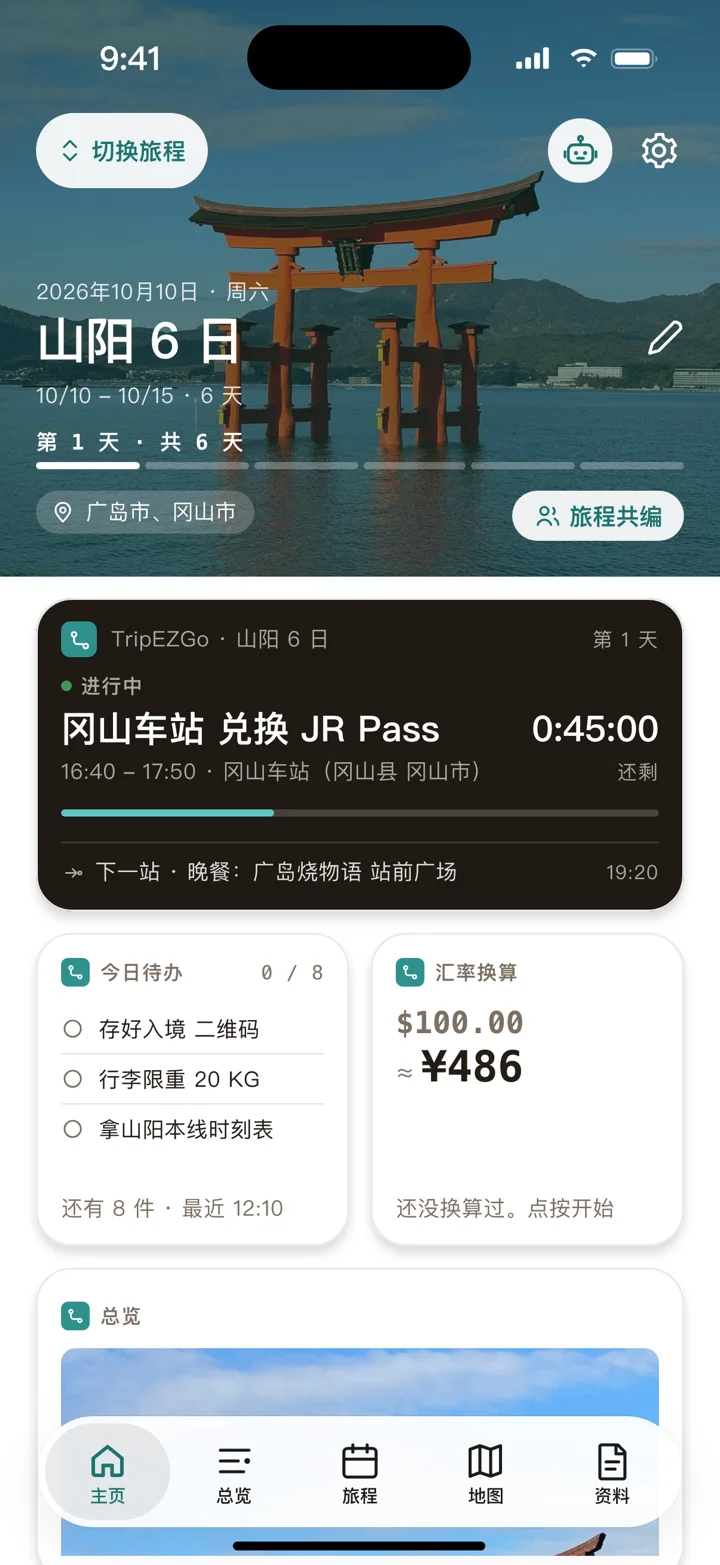 9:41
切换旅程
2026年10月10日 · 周六
山阳 6 日
10/10 – 10/15 · 6 天
第 1 天 · 共 6 天
广岛市、冈山市
旅程共编
TripEZGo · 山阳 6 日
第 1 天
进行中
冈山车站 兑换 JR Pass
0:45:00
16:40 – 17:50 · 冈山车站（冈山县 冈山市）
还剩
下一站 · 晚餐：广岛烧物语 站前广场
19:20
今日待办
0 / 8
存好入境 二维码
行李限重 20 KG
拿山阳本线时刻表
还有 8 件 · 最近 12:10
汇率换算
$100.00
≈ ¥486
还没换算过。点按开始
总览
主页
总览
旅程
地图
资料